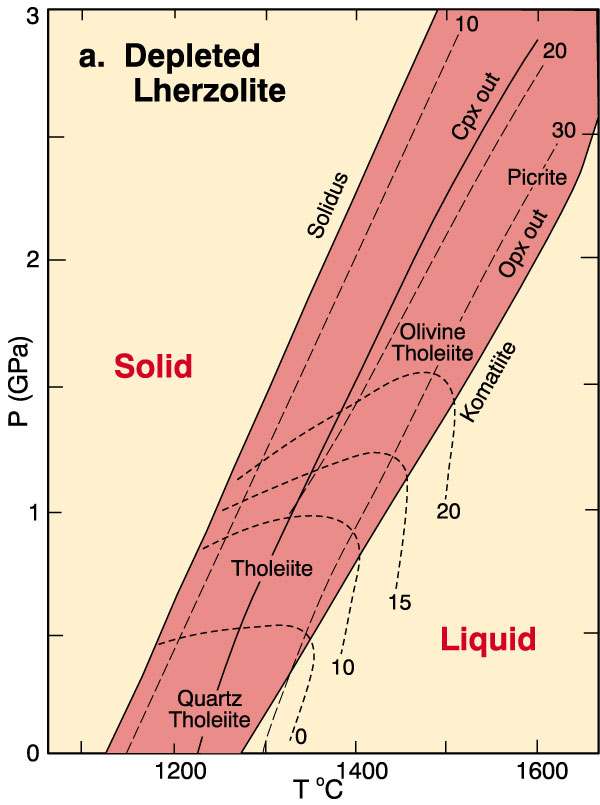 3
a. Depleted
Lherzolite
10
20
30
Cpx out
Solidus
Picrite
Opx out
2
Olivine
Tholeiite
Komatiite
Solid
P (GPa)
1
20
Tholeiite
15
Liquid
10
Quartz
Tholeiite
0
0
1200
1400
1600
T °C